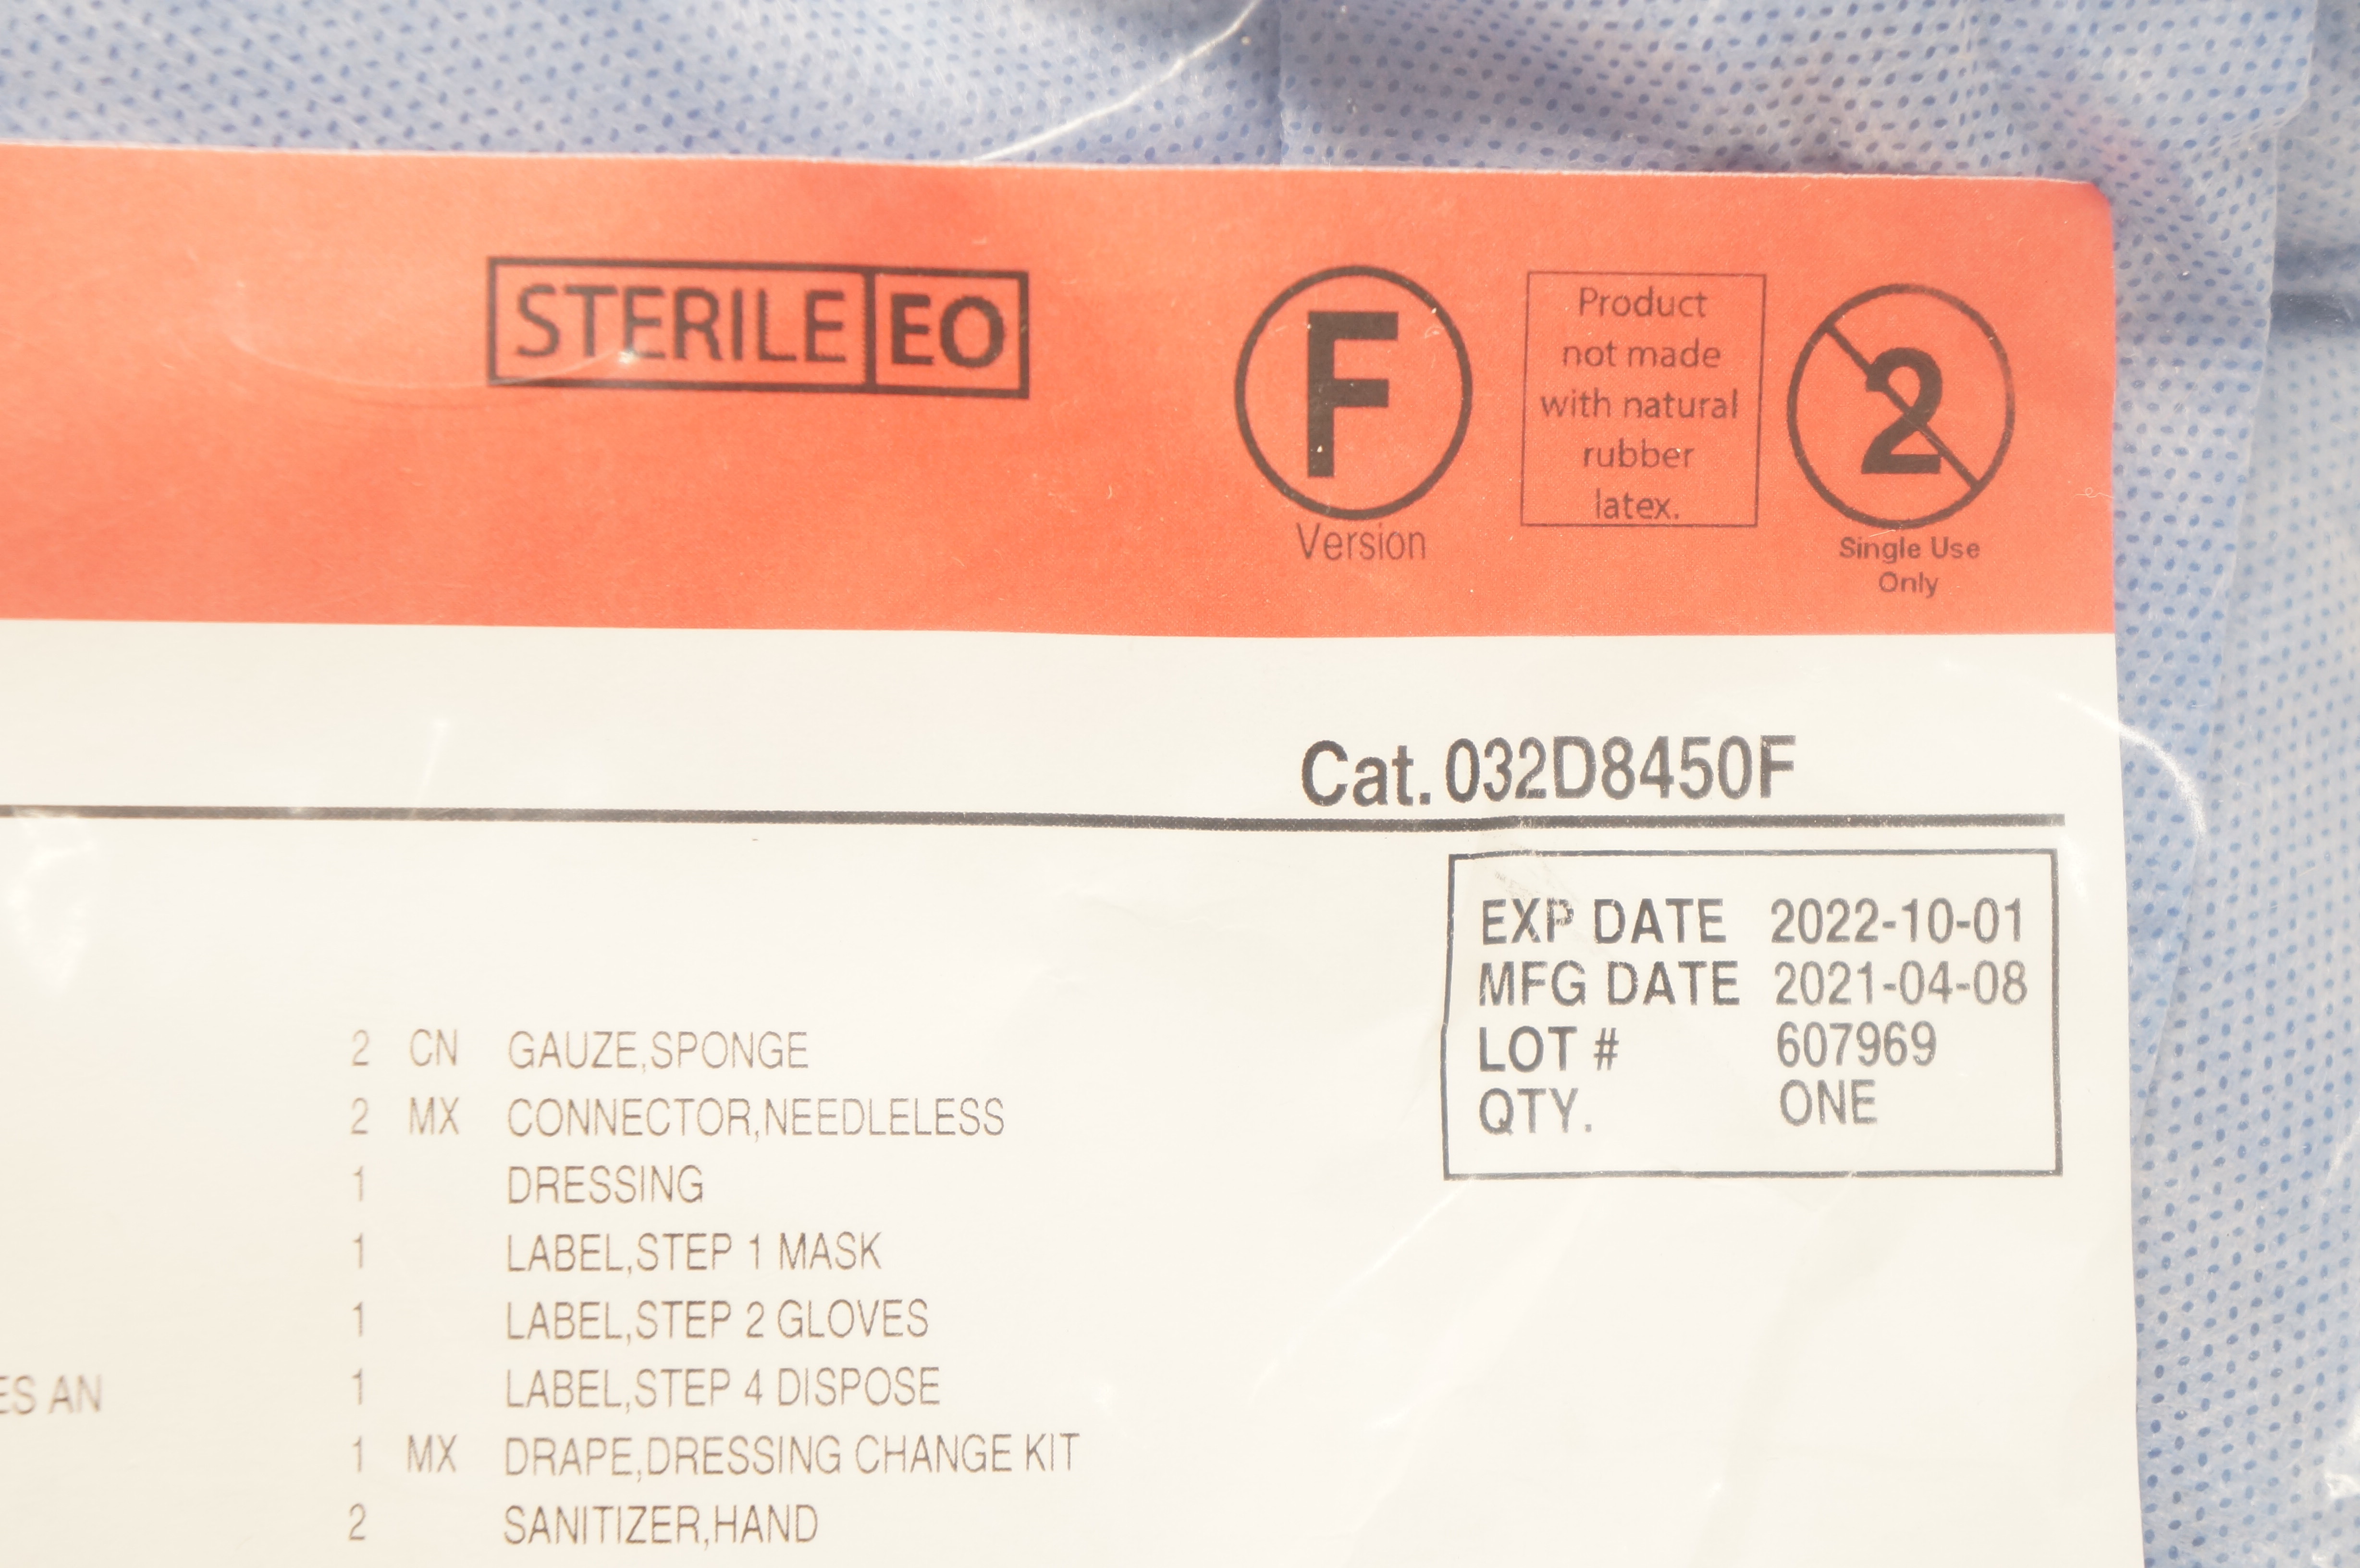 STERILE EO
F
Version
Product
not made
with natural
rubber
latex.
2
Single Use
Only
Cat. 032D8450F
EXP DATE 2022-10-01
MFG DATE 2021-04-08
LOT # 607969
QTY. ONE
2 CN GAUZE,SPONGE
2 MX CONNECTOR,NEEDLELESS
1 DRESSING
1 LABEL,STEP 1 MASK
1 LABEL,STEP 2 GLOVES
ES AN
1 LABEL,STEP 4 DISPOSE
1 MX DRAPE,DRESSING CHANGE KIT
2 SANITIZER,HAND